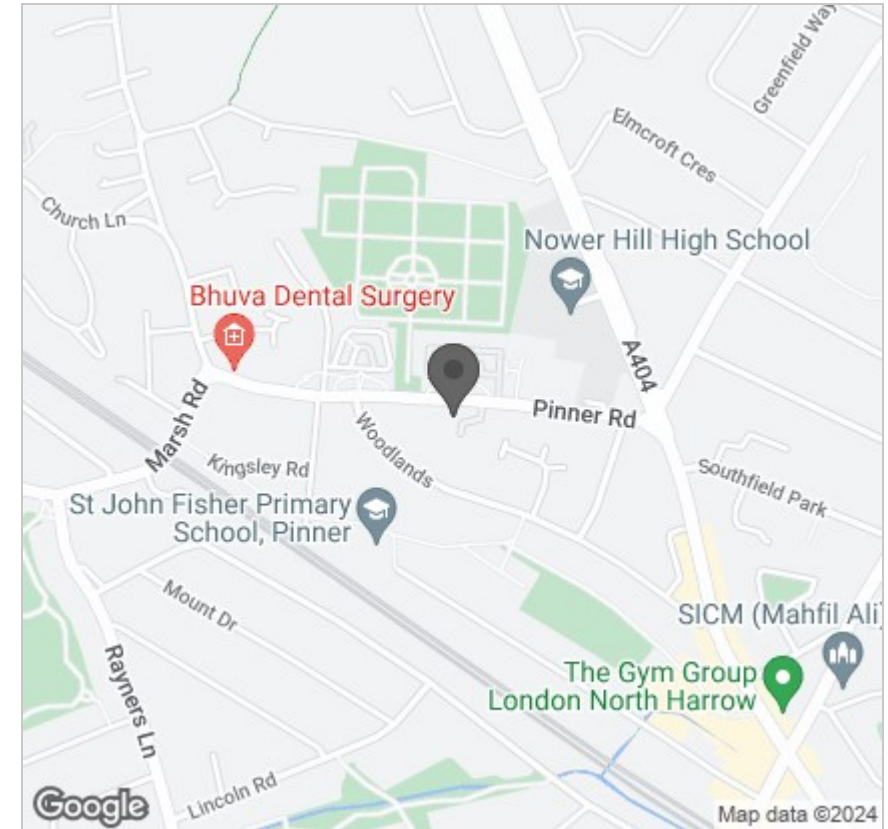 Greenfield Way
Elmcroft Cres
Church Ln
Nower Hill High School
Bhuva Dental Surgery
A404
Marsh Rd
Pinner Rd
Woodlands
Kingsley Rd
Southfield Park
St John Fisher Primary
School, Pinner
Mount Dr
SICM (Mahfil Ali)
Rayners Ln
The Gym Group
London North Harrow
Lincoln Rd
Google
Map data ©2024